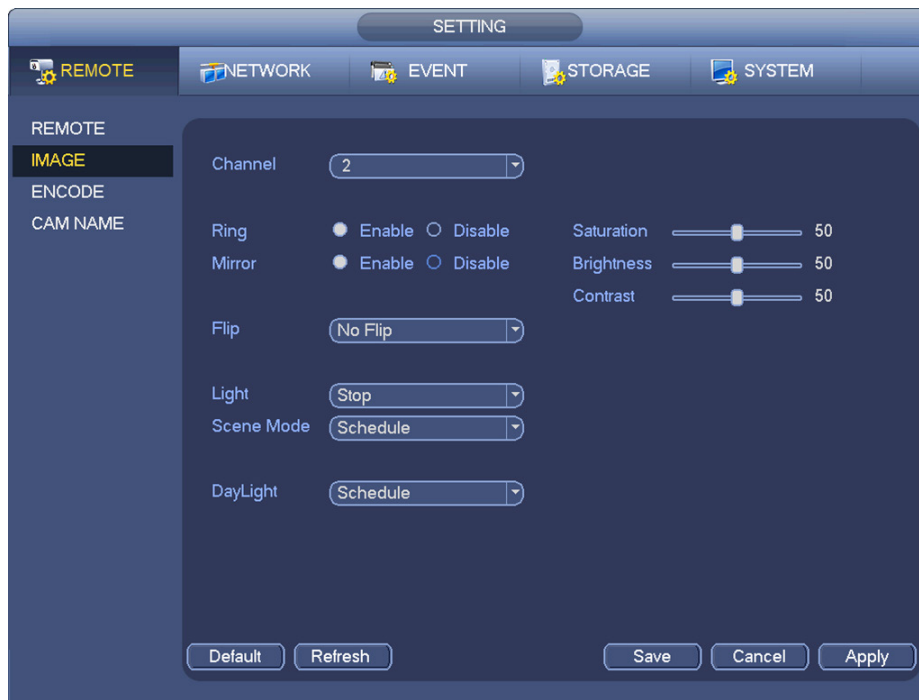 SETTING
REMOTE NETWORK EVENT STORAGE SYSTEM
REMOTE
IMAGE
ENCODE
CAM NAME
Channel 2
Ring Enable Disable Saturation 50
Mirror Enable Disable Brightness 50
Contrast 50
Flip No Flip
Light Stop
Scene Mode Schedule
DayLight Schedule
Default Refresh Save Cancel Apply